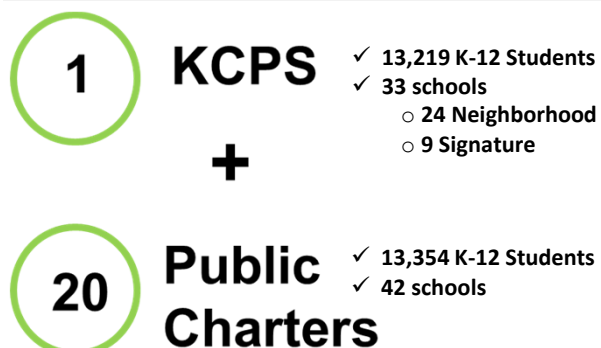 1
KCPS
✓ 13,219 K-12 Students
✓ 33 schools
o 24 Neighborhood
o 9 Signature
+
20
Public
Charters
✓ 13,354 K-12 Students
✓ 42 schools